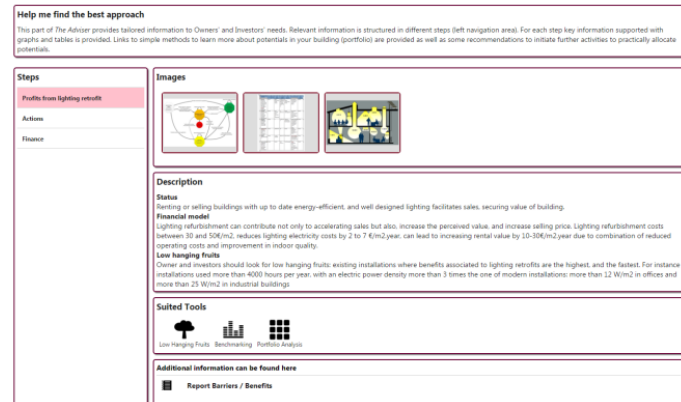 Help me find the best approach
This part of The Adviser provides tailored information to Owners' and Investors' needs. Relevant information is structured in different steps (left navigation area). For each step key information supported with
graphs and tables is provided. Links to simple methods to learn more about potentials in your building (portfolio) are provided as well as some recommendations to initiate further activities to practically allocate
potentials.
Steps
Profits from lighting retrofit
Actions
Finance
Images
Description
Status
Renting or selling buildings with up to date energy-efficient, and well designed lighting facilitates sales, securing value of building.
Financial model
Lighting refurbishment can contribute not only to accelerating sales but also, increase the perceived value, and increase selling price. Lighting refurbishment costs
between 30 and 50€/m2, reduces lighting electricity costs by 2 to 7 €/m2.year, can lead to increasing rental value by 10-30€/m2.year due to combination of reduced
operating costs and improvement in indoor quality.
Low hanging fruits
Owner and investors should look for low hanging fruits: existing installations where benefits associated to lighting retrofits are the highest, and the fastest. For instance
installations used more than 4000 hours per year, with an electric power density more than 3 times the one of modern installations: more than 12 W/m2 in offices and
more than 25 W/m2 in industrial buildings
Suited Tools
Low Hanging Fruits Benchmarking Portfolio Analysis
Additional information can be found here
Report Barriers / Benefits